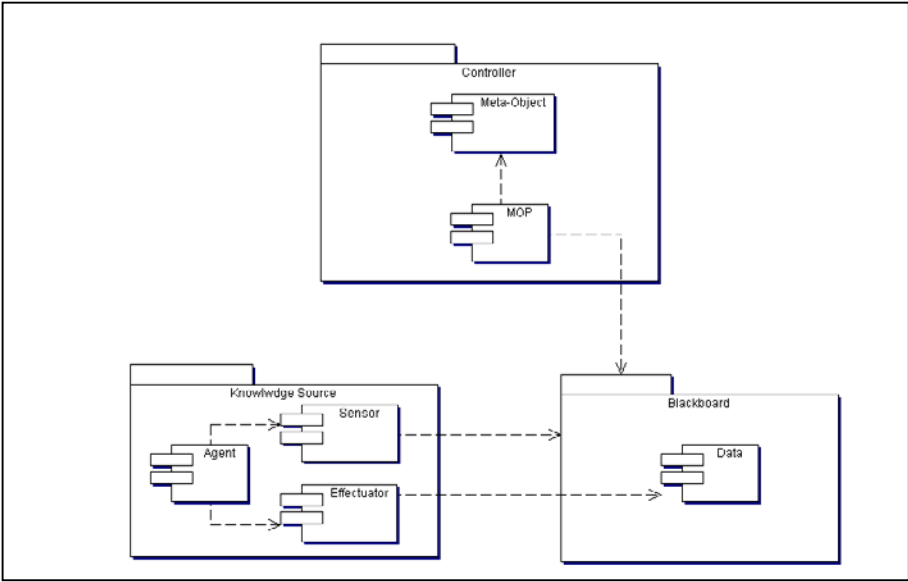 Controller
Meta-Object
MOP
Knowlwdge Source
Sensor
Agent
Effectuator
Blackboard
Data